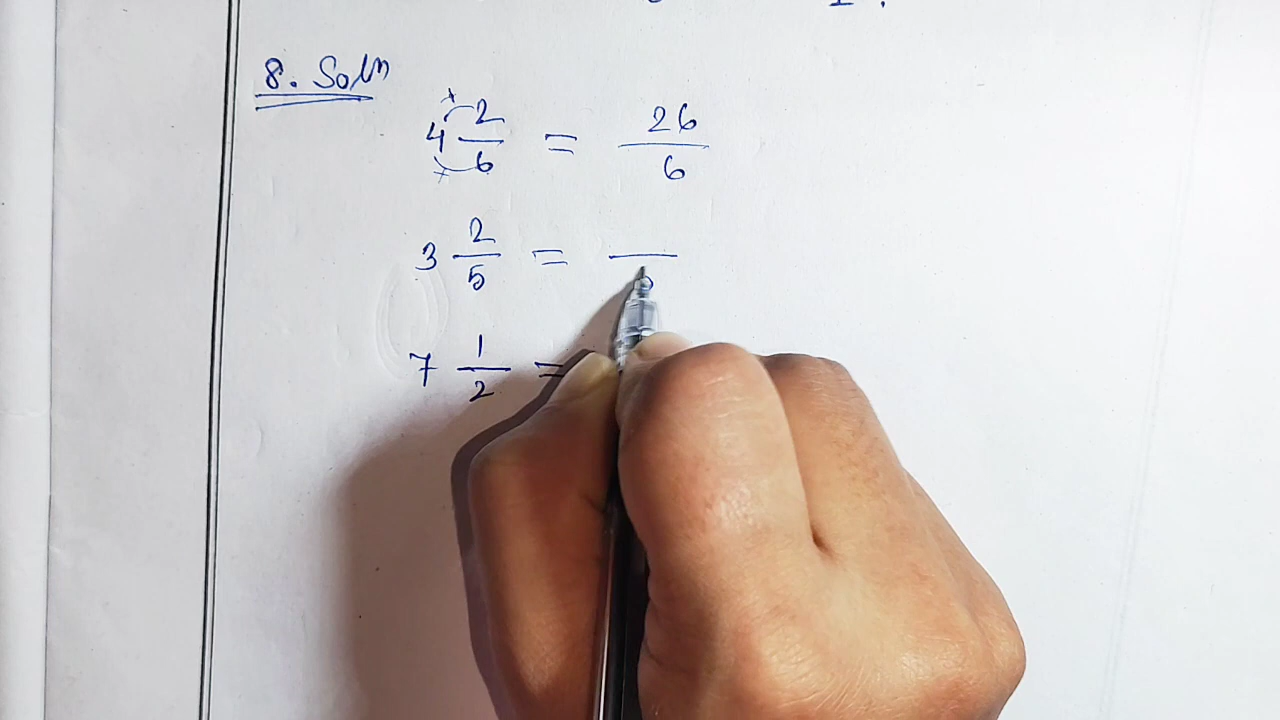 8. Soln
4 2/6 = 26/6
3 2/5 =
7 1/2 =